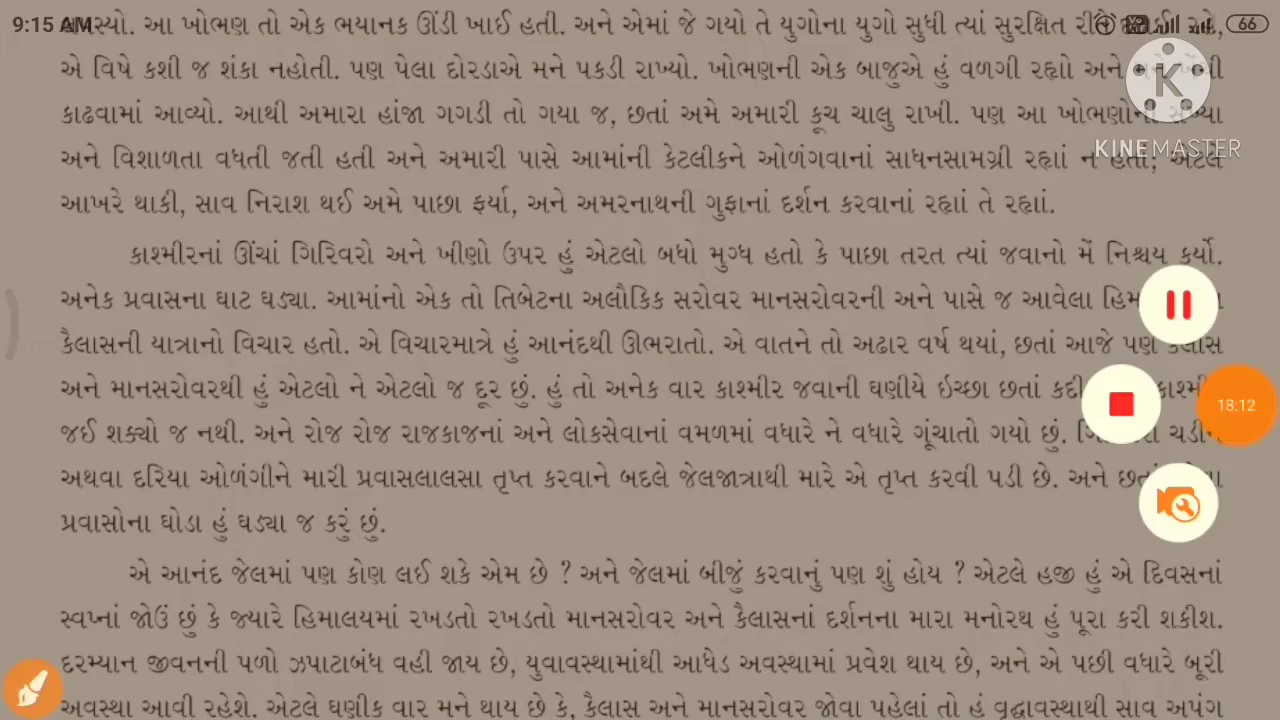 9:15 AM 66
આ ખોભણ તો એક ભયાનક ઊંડી ખાઈ હતી. અને એમાં જે ગયો તે યુગોના યુગો સુધી ત્યાં સુરક્ષિત
એ વિષે કશી જ શંકા નહોતી. પણ પેલા દોરડાએ મને પકડી રાખ્યો. ખોભણની એક બાજુએ હું વળગી રહ્યો અને
કાઢવામાં આવ્યો. આથી અમારા હાંજા ગગડી તો ગયા જ, છતાં અમે અમારી કૂચ ચાલુ રાખી. પણ આ
અને વિશાળતા વધતી જતી હતી અને અમારી પાસે આમાંની કેટલીકને ઓળંગવાનાં સાધનસામગ્રી રહ્યાં
KINEMASTER
આખરે થાકી, સાવ નિરાશ થઈ અમે પાછા ફર્યા, અને અમરનાથની ગુફાનાં દર્શન કરવાનાં રહ્યાં તે રહ્યાં.
કાશ્મીરનાં ઊંચાં ગિરિવરો અને ખીણો ઉપર હું એટલો બધો મુગ્ધ હતો કે પાછા તરત ત્યાં જવાનો મેં નિશ્ચય કર્યો.
અનેક પ્રવાસના ઘાટ ઘડ્યા. આમાંનો એક તો તિબેટના અલૌકિક સરોવર માનસરોવરની અને પાસે જ આવેલા
કૈલાસની યાત્રાનો વિચાર હતો. એ વિચારમાત્રે હું આનંદથી ઊભરાતો. એ વાતને તો અઢાર વર્ષ થયાં, છતાં આજે પણ કૈલાસ
અને માનસરોવરથી હું એટલો ને એટલો જ દૂર છું. હું તો અનેક વાર કાશ્મીર જવાની ઘણીયે ઇચ્છા છતાં કદી
18:12
જઈ શક્યો જ નથી. અને રોજ રોજ રાજકાજનાં અને લોકસેવાનાં વમળમાં વધારે ને વધારે ગૂંચાતો ગયો છું.
અથવા દરિયા ઓળંગીને મારી પ્રવાસલાલસા તૃપ્ત કરવાને બદલે જેલજાત્રાથી મારે એ તૃપ્ત કરવી પડી છે. અને
પ્રવાસોના ઘોડા હું ઘડ્યા જ કરું છું.
એ આનંદ જેલમાં પણ કોણ લઈ શકે એમ છે ? અને જેલમાં બીજું કરવાનું પણ શું હોય ? એટલે હજી હું એ દિવસનાં
સ્વપ્નાં જોઉં છું કે જ્યારે હિમાલયમાં રખડતો રખડતો માનસરોવર અને કૈલાસનાં દર્શનના મારા મનોરથ હું પૂરા કરી શકીશ.
દરમ્યાન જીવનની પળો ઝપાટાબંધ વહી જાય છે, યુવાવસ્થામાંથી આધેડ અવસ્થામાં પ્રવેશ થાય છે, અને એ પછી વધારે બૂરી
અવસ્થા આવી રહેશે. એટલે ઘણીક વાર મને થાય છે કે, કૈલાસ અને માનસરોવર જોવા પહેલાં તો હું વૃદ્ધાવસ્થાથી સાવ અપંગ